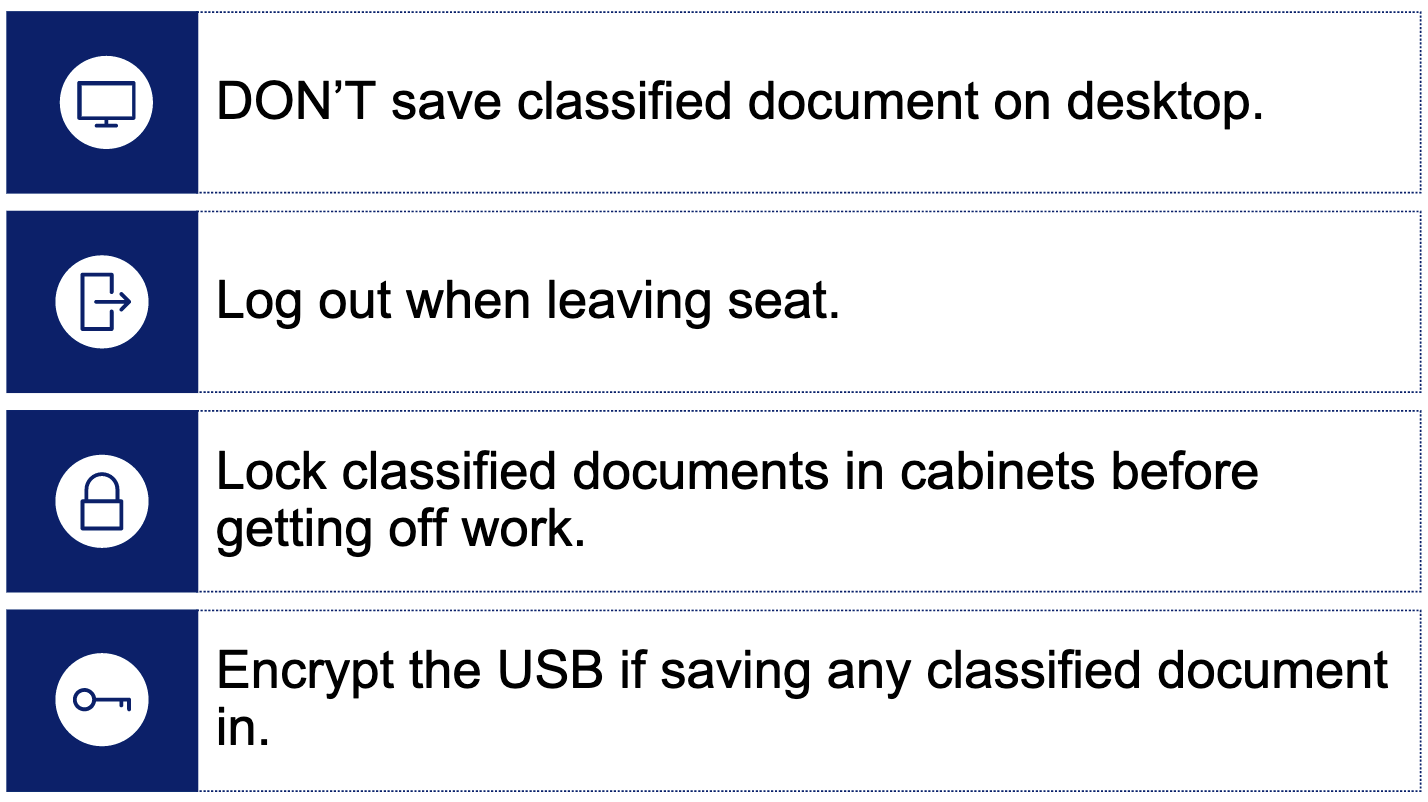 DON’T save classified document on desktop.
Log out when leaving seat.
Lock classified documents in cabinets before
getting off work.
Encrypt the USB if saving any classified document
in.